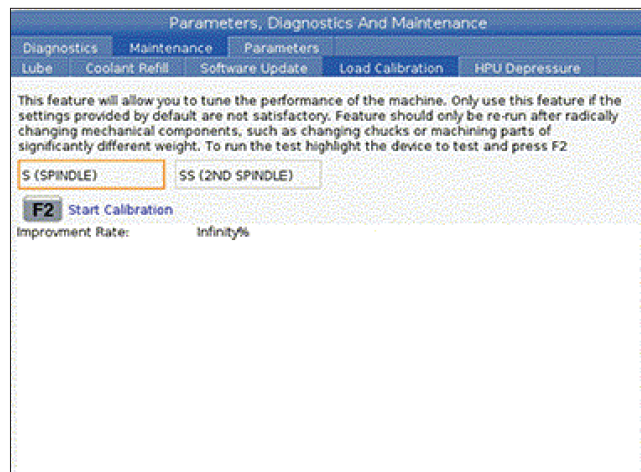 Parameters, Diagnostics And Maintenance
Diagnostics Maintenance Parameters
Lube Coolant Refill Software Update Load Calibration HPU Depressure
This feature will allow you to tune the performance of the machine. Only use this feature if the
settings provided by default are not satisfactory. Feature should only be re-run after radically
changing mechanical components, such as changing chucks or machining parts of
significantly different weight. To run the test highlight the device to test and press F2
S (SPINDLE) SS (2ND SPINDLE)
F2 Start Calibration
Improvment Rate: Infinity%